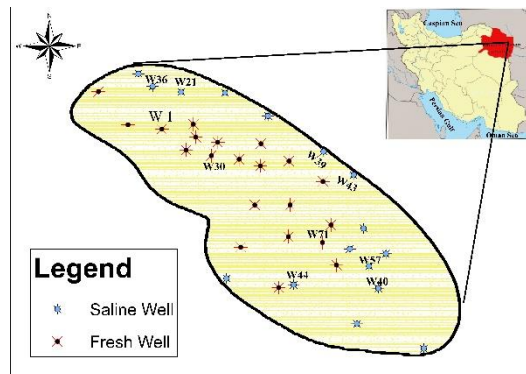 Caspian Sea
Persian Gulf
Oman Sea
W36
W21
W 1
W30
W39
W43
W71
W57
W44
W40
Legend
Saline Well
Fresh Well